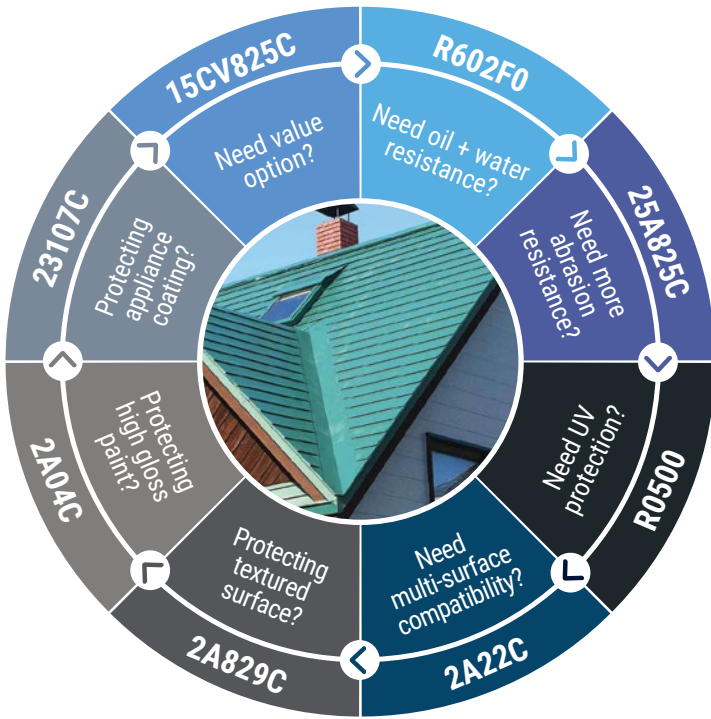 15CV825C
Need value
option?
R602F0
Need oil + water
resistance?
25A825C
Need more
abrasion
resistance?
R0500
Need UV
protection?
2A22C
Need
multi-surface
compatibility?
2A829C
Protecting
textured
surface?
2A04C
Protecting
high gloss
paint?
23107C
Protecting
appliance
coating?